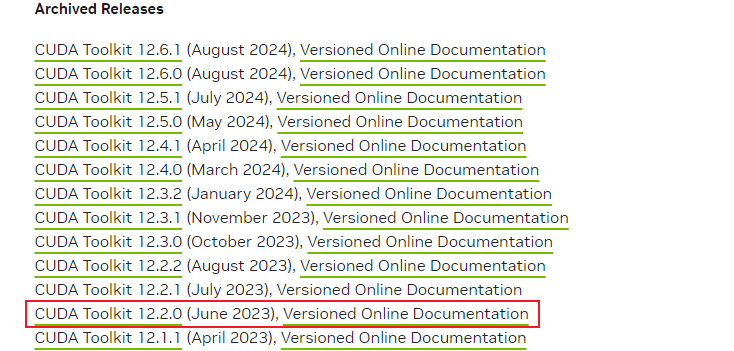 Archived Releases
CUDA Toolkit 12.6.1 (August 2024), Versioned Online Documentation
CUDA Toolkit 12.6.0 (August 2024), Versioned Online Documentation
CUDA Toolkit 12.5.1 (July 2024), Versioned Online Documentation
CUDA Toolkit 12.5.0 (May 2024), Versioned Online Documentation
CUDA Toolkit 12.4.1 (April 2024), Versioned Online Documentation
CUDA Toolkit 12.4.0 (March 2024), Versioned Online Documentation
CUDA Toolkit 12.3.2 (January 2024), Versioned Online Documentation
CUDA Toolkit 12.3.1 (November 2023), Versioned Online Documentation
CUDA Toolkit 12.3.0 (October 2023), Versioned Online Documentation
CUDA Toolkit 12.2.2 (August 2023), Versioned Online Documentation
CUDA Toolkit 12.2.1 (July 2023), Versioned Online Documentation
CUDA Toolkit 12.2.0 (June 2023), Versioned Online Documentation
CUDA Toolkit 12.1.1 (April 2023), Versioned Online Documentation